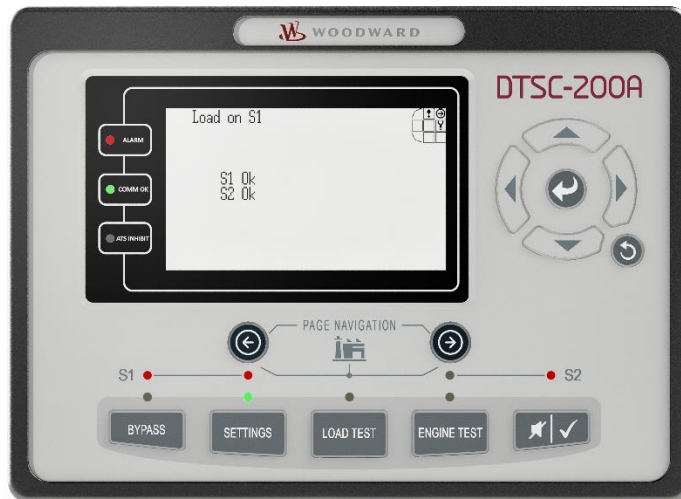 WOODWARD
DTSC-200A
Load on S1
S1 Ok
S2 Ok
ALARM
COMM OK
ATS INHIBIT
PAGE NAVIGATION
S1
S2
BYPASS
SETTINGS
LOAD TEST
ENGINE TEST